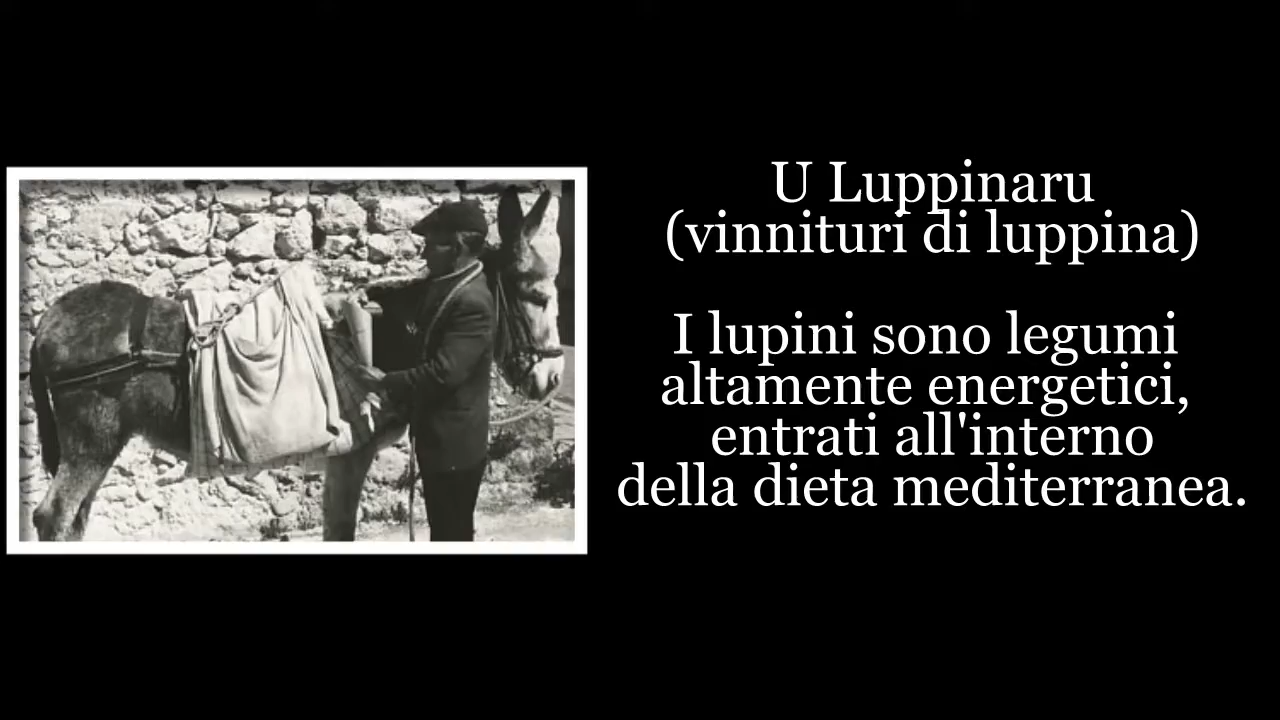 U Luppinaru
(vinnituri di luppina)
I lupini sono legumi
altamente energetici,
entrati all'interno
della dieta mediterranea.